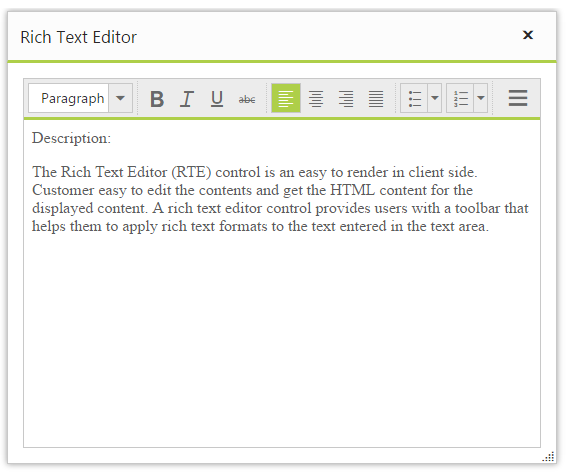 Rich Text Editor
Paragraph B I U abc
Description:
The Rich Text Editor (RTE) control is an easy to render in client side.
Customer easy to edit the contents and get the HTML content for the
displayed content. A rich text editor control provides users with a toolbar that
helps them to apply rich text formats to the text entered in the text area.